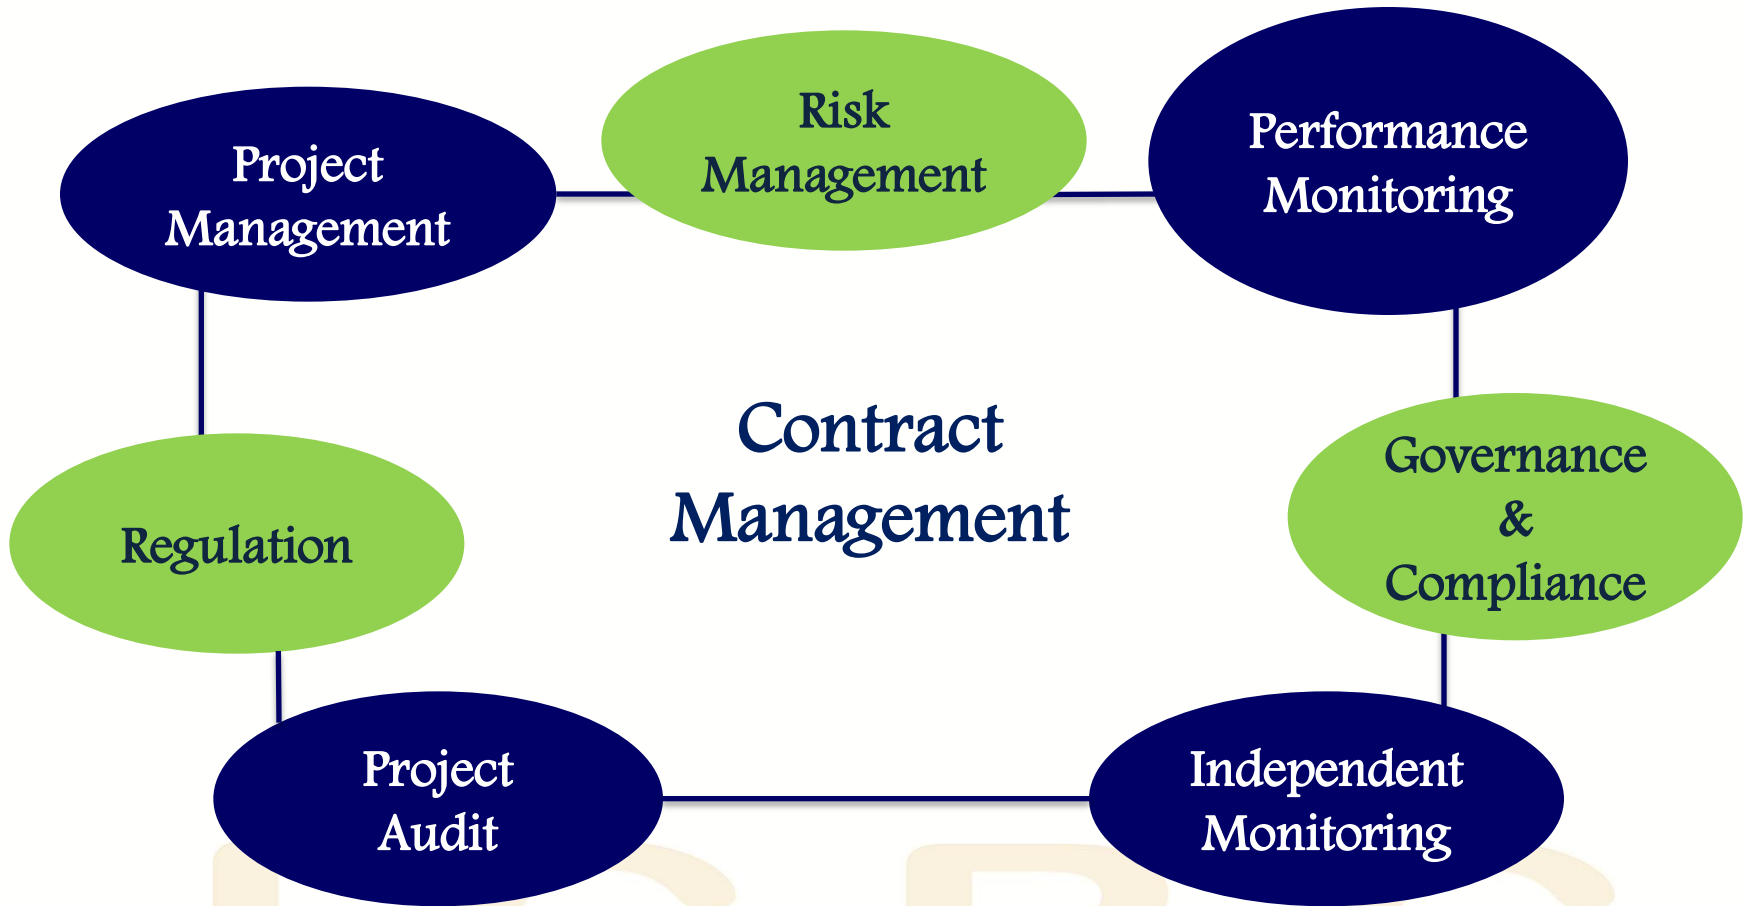 Risk
Management
Performance
Monitoring
Project
Management
Contract
Management
Governance
&
Compliance
Regulation
Project
Audit
Independent
Monitoring